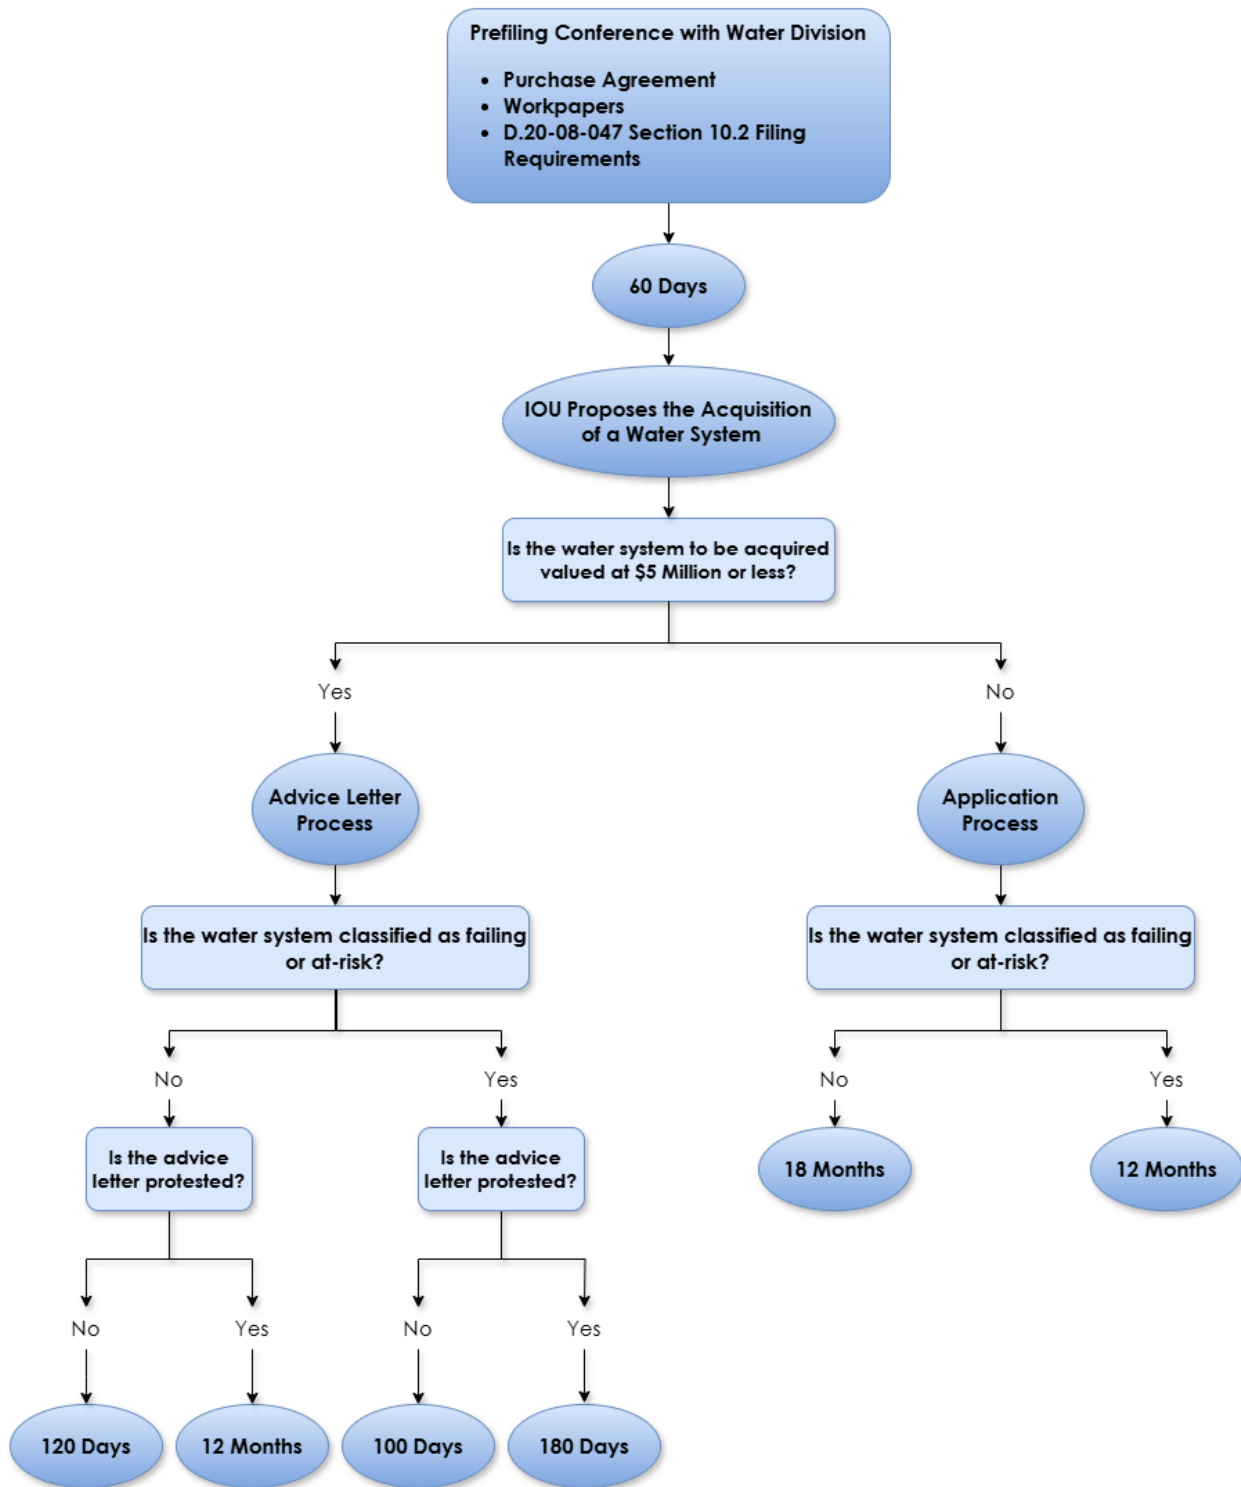 Prefiling Conference with Water Division
• Purchase Agreement
• Workpapers
• D.20-08-047 Section 10.2 Filing
Requirements
60 Days
IOU Proposes the Acquisition
of a Water System
Is the water system to be acquired
valued at $5 Million or less?
Yes
No
Advice Letter
Process
Application
Process
Is the water system classified as failing
or at-risk?
Is the water system classified as failing
or at-risk?
No
Yes
No
Yes
Is the advice
letter protested?
Is the advice
letter protested?
18 Months
12 Months
No
Yes
No
Yes
120 Days
12 Months
100 Days
180 Days